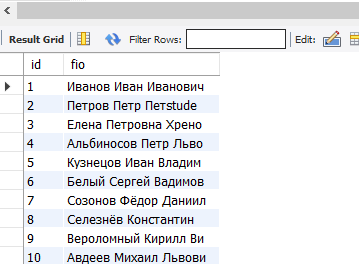 Result Grid Filter Rows: Edit:
id fio
1 Иванов Иван Иванович
2 Петров Петр Петstude
3 Елена Петровна Хрено
4 Альбиносов Петр Льво
5 Кузнецов Иван Владим
6 Белый Сергей Вадимов
7 Созонов Фёдор Даниил
8 Селезнёв Константин
9 Вероломный Кирилл Ви
10 Авдеев Михаил Львови